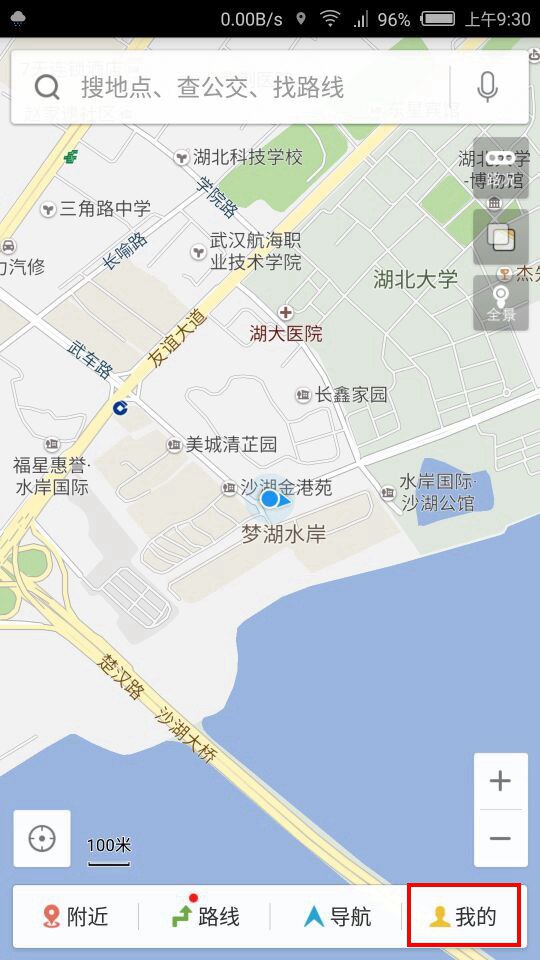 0.00B/s
96%
上午9:30
搜地点、查公交、找路线
湖北科技学校
学院路
三角路中学
长喻路
武汉航海职
业技术学院
力汽修
湖北大学
-博物馆
湖北大学
全景
友谊大道
湖大医院
武车路
长鑫家园
美城清芷园
福星惠誉·
水岸国际
沙湖金港苑
水岸国际·
沙湖公馆
梦湖水岸
楚汉路
沙湖大桥
100米
附近
路线
导航
我的